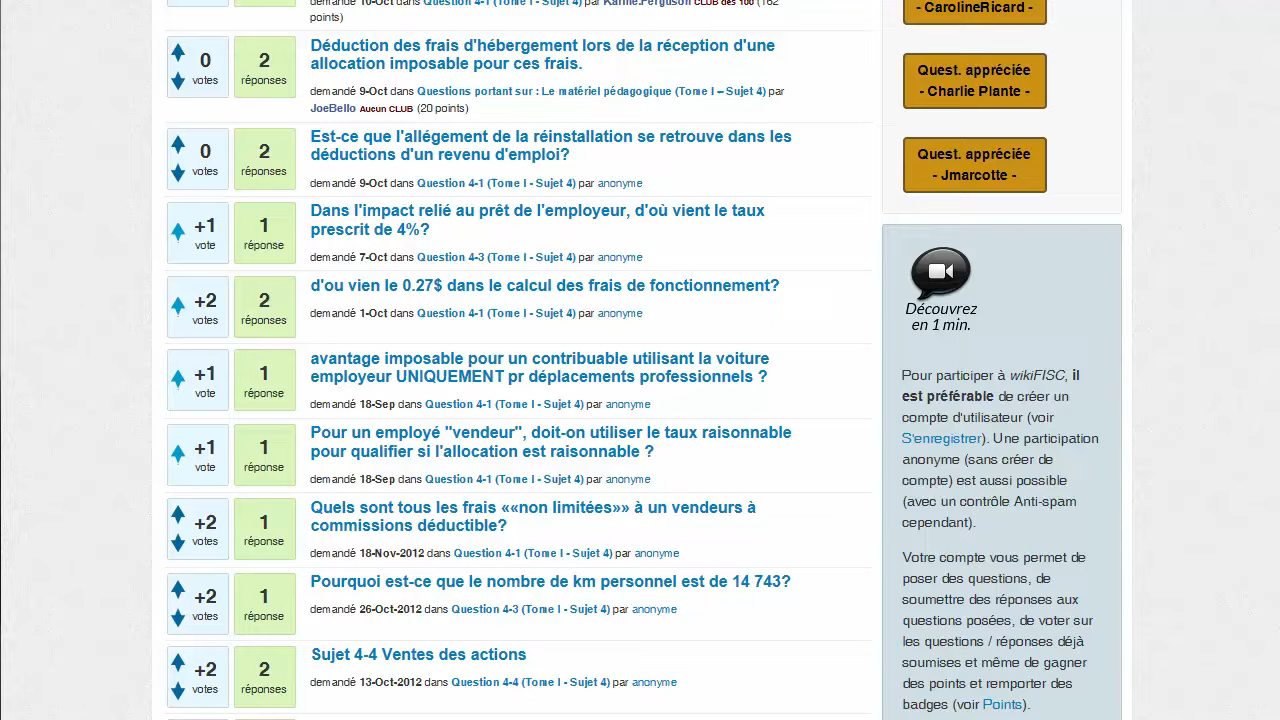 demandé 10-Oct dans Question 4-1 (Tome I - Sujet 4) par Karine.Ferguson CLUB des 100 (162
points)
0
votes
2
réponses
Déduction des frais d'hébergement lors de la réception d'une
allocation imposable pour ces frais.
demandé 9-Oct dans Questions portant sur : Le matériel pédagogique (Tome I – Sujet 4) par
JoeBello Aucun CLUB (20 points)
0
votes
2
réponses
Est-ce que l'allégement de la réinstallation se retrouve dans les
déductions d'un revenu d'emploi?
demandé 9-Oct dans Question 4-1 (Tome I - Sujet 4) par anonyme
+1
vote
1
réponse
Dans l'impact relié au prêt de l'employeur, d'où vient le taux
prescrit de 4%?
demandé 7-Oct dans Question 4-3 (Tome I - Sujet 4) par anonyme
+2
votes
2
réponses
d'ou vien le 0.27$ dans le calcul des frais de fonctionnement?
demandé 1-Oct dans Question 4-1 (Tome I - Sujet 4) par anonyme
+1
vote
1
réponse
avantage imposable pour un contribuable utilisant la voiture
employeur UNIQUEMENT pr déplacements professionnels ?
demandé 18-Sep dans Question 4-1 (Tome I - Sujet 4) par anonyme
+1
vote
1
réponse
Pour un employé "vendeur", doit-on utiliser le taux raisonnable
pour qualifier si l'allocation est raisonnable ?
demandé 18-Sep dans Question 4-1 (Tome I - Sujet 4) par anonyme
+2
votes
1
réponse
Quels sont tous les frais ««non limitées»» à un vendeurs à
commissions déductible?
demandé 18-Nov-2012 dans Question 4-1 (Tome I - Sujet 4) par anonyme
+2
votes
1
réponse
Pourquoi est-ce que le nombre de km personnel est de 14 743?
demandé 26-Oct-2012 dans Question 4-3 (Tome I - Sujet 4) par anonyme
+2
votes
2
réponses
Sujet 4-4 Ventes des actions
demandé 13-Oct-2012 dans Question 4-4 (Tome I - Sujet 4) par anonyme
- CarolineRicard -
Quest. appréciée
- Charlie Plante -
Quest. appréciée
- Jmarcotte -
Découvrez
en 1 min.
Pour participer à wikiFISC, il
est préférable de créer un
compte d'utilisateur (voir
S'enregistrer). Une participation
anonyme (sans créer de
compte) est aussi possible
(avec un contrôle Anti-spam
cependant).
Votre compte vous permet de
poser des questions, de
soumettre des réponses aux
questions posées, de voter sur
les questions / réponses déjà
soumises et même de gagner
des points et remporter des
badges (voir Points).